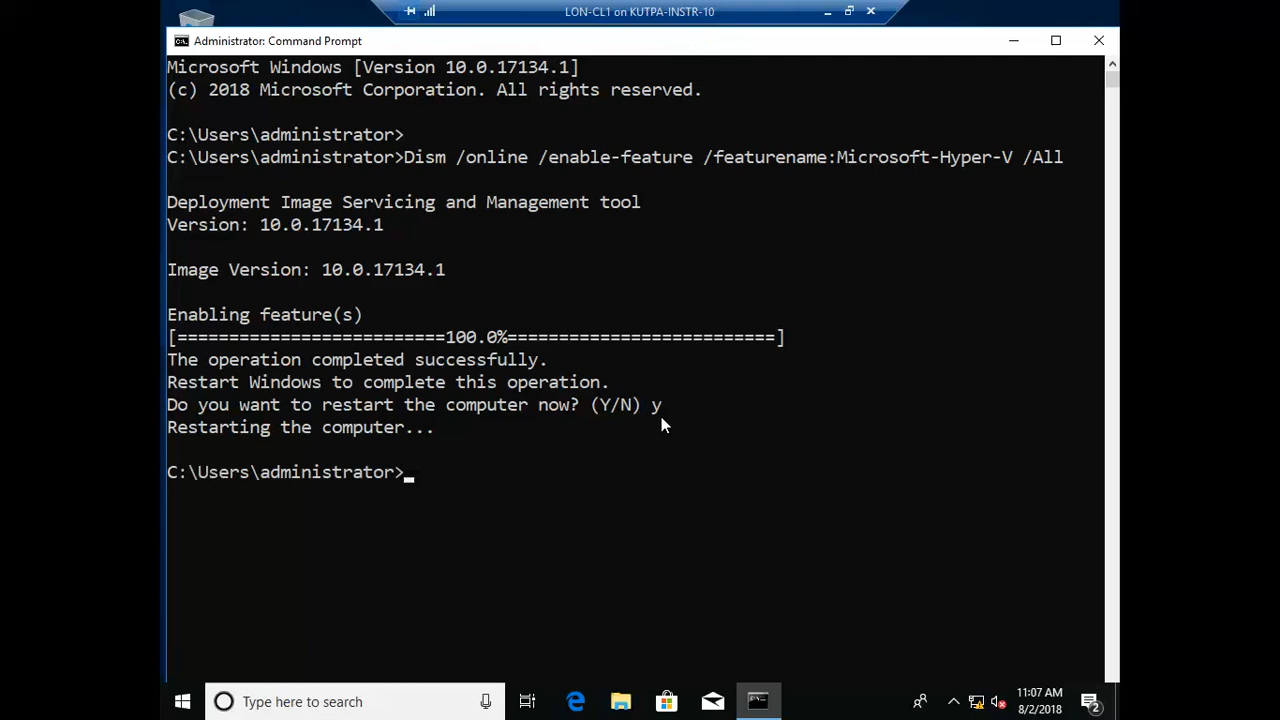 LON-CL1 on KUTPA-INSTR-10
Administrator: Command Prompt
Microsoft Windows [Version 10.0.17134.1]
(c) 2018 Microsoft Corporation. All rights reserved.
C:\Users\administrator>
C:\Users\administrator>Dism /online /enable-feature /featurename:Microsoft-Hyper-V /All
Deployment Image Servicing and Management tool
Version: 10.0.17134.1
Image Version: 10.0.17134.1
Enabling feature(s)
[==========================100.0%==========================]
The operation completed successfully.
Restart Windows to complete this operation.
Do you want to restart the computer now? (Y/N) y
Restarting the computer...
C:\Users\administrator>
Type here to search
11:07 AM
8/2/2018
2